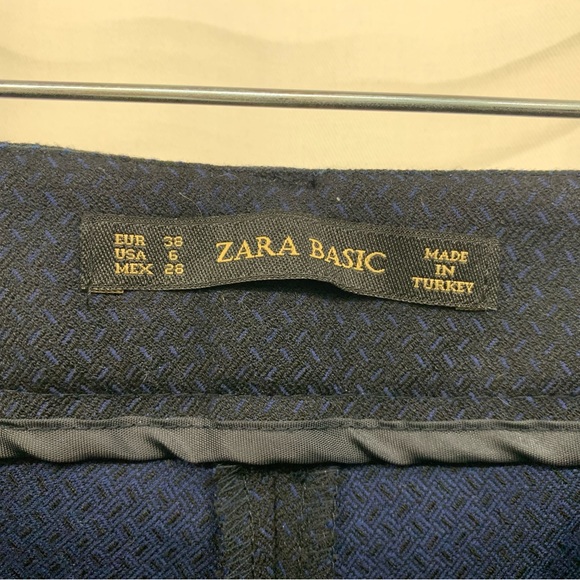 EUR 38
USA 6
MEX 28
ZARA BASIC
MADE
IN
TURKEY